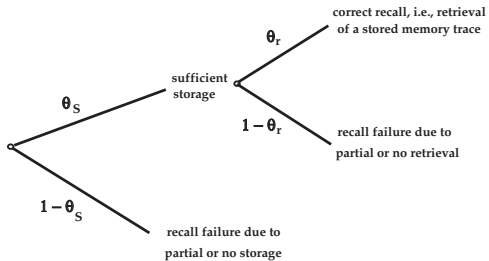 correct recall, i.e., retrieval
of a stored memory trace
θr
sufficient
storage
θS
1 – θr
recall failure due to
partial or no retrieval
1 – θS
recall failure due to
partial or no storage